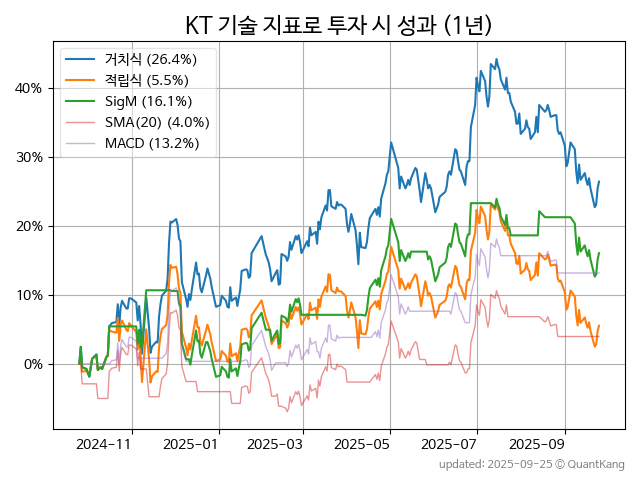 KT 기술 지표로 투자 시 성과 (1년)
거치식 (26.4%)
적립식 (5.5%)
SigM (16.1%)
SMA(20) (4.0%)
MACD (13.2%)
40%
30%
20%
10%
0%
2024-11 2025-01 2025-03 2025-05 2025-07 2025-09
updated: 2025-09-25 ⓒ QuantKang